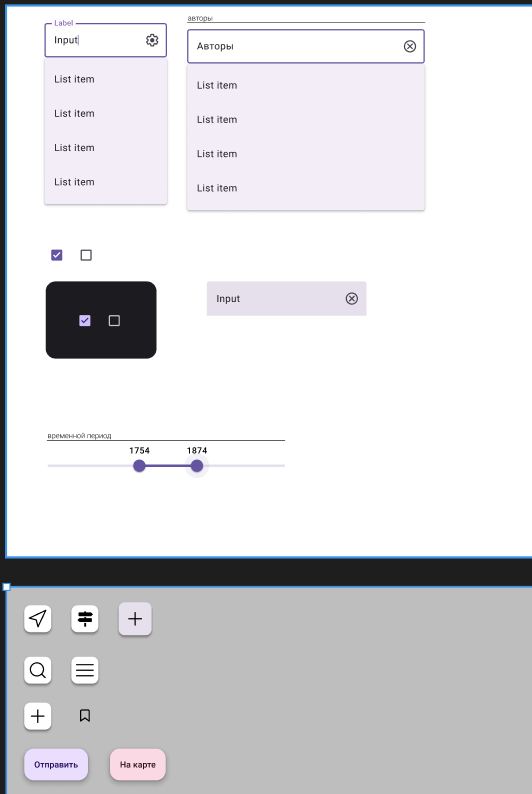 Label
Input
List item
List item
List item
List item
авторы
Авторы
List item
List item
List item
List item
Input
временной период
1754 1874
Отправить
На карте